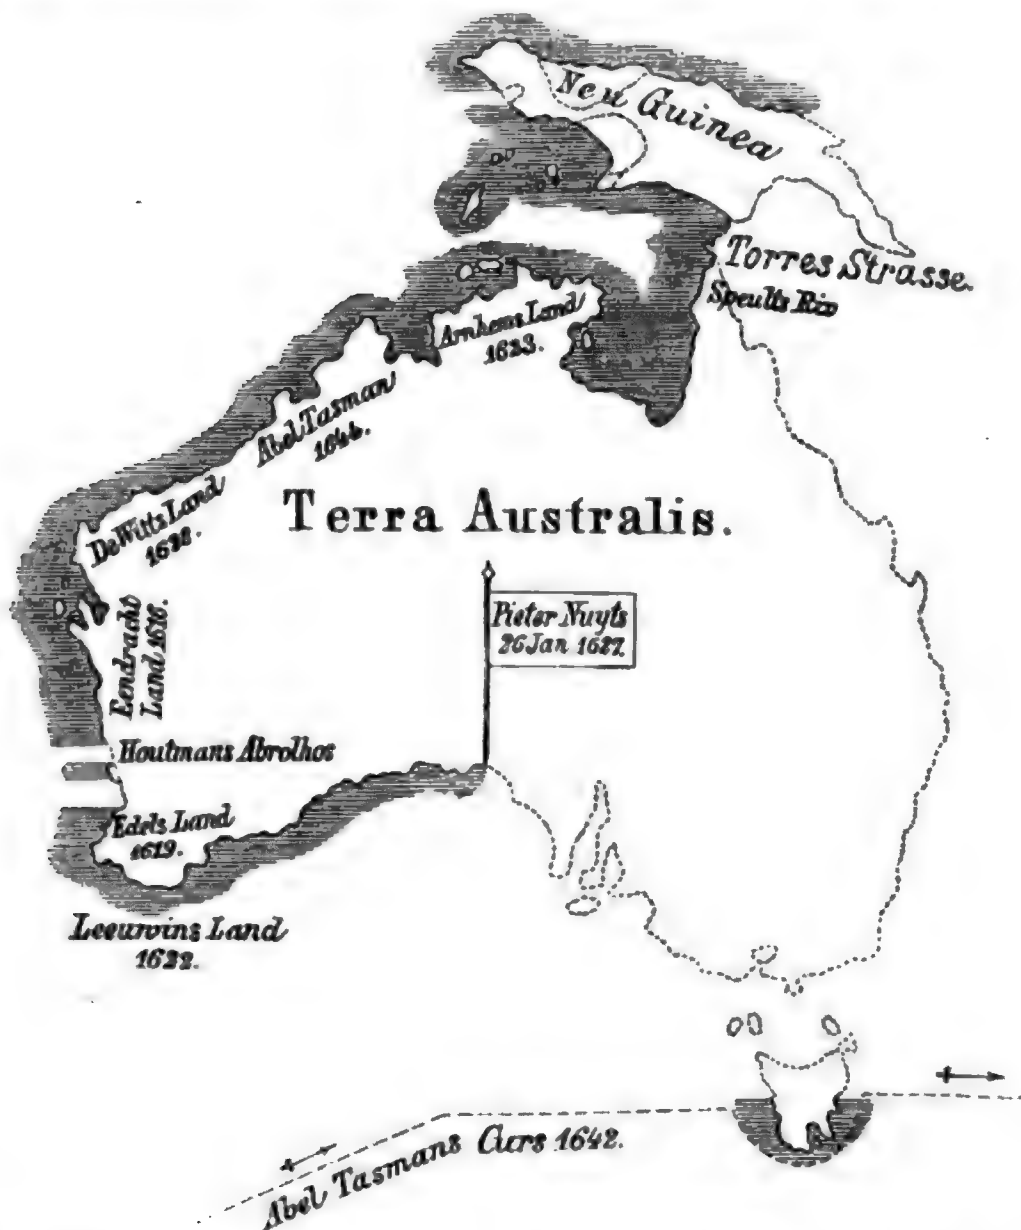 Neu Guinea
Torres Strasse.
Speults Riv
Arnhems Land
1623.
Abel Tasman
1644.
De Witts Land
1628.
Terra Australis.
Pieter Nuyts
26 Jan 1627.
Eendracht
Land 1616.
Houtmans Abrolhos
Edels Land
1619.
Leeuwins Land
1622.
Abel Tasmans Curs 1642.